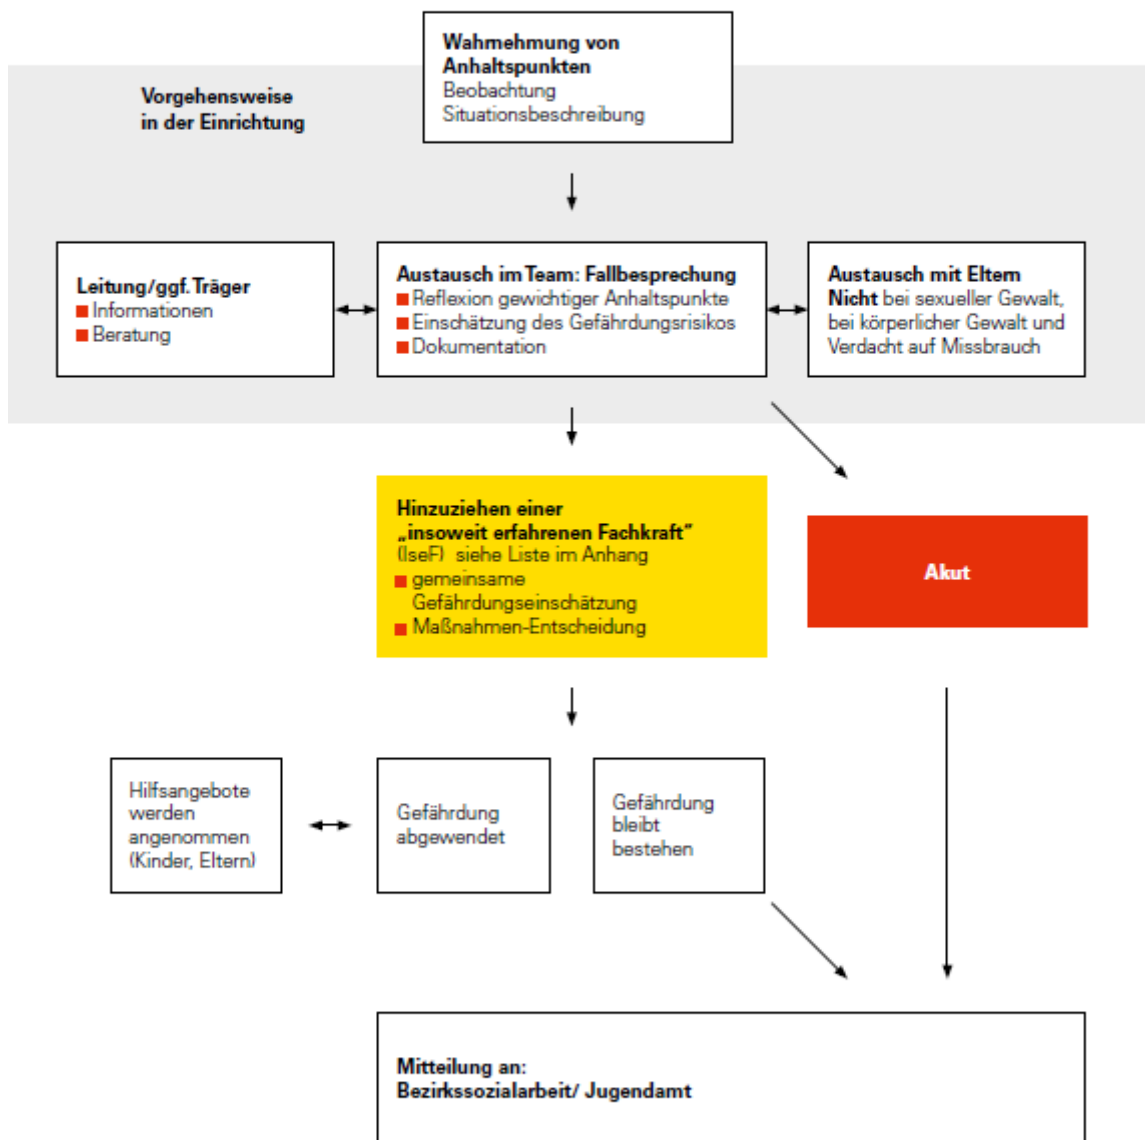 Wahrnehmung von
Anhaltspunkten
Beobachtung
Situationsbeschreibung
Vorgehensweise
in der Einrichtung
Leitung/ggf. Träger
Informationen
Beratung
Austausch im Team: Fallbesprechung
Reflexion gewichtiger Anhaltspunkte
Einschätzung des Gefährdungsrisikos
Dokumentation
Austausch mit Eltern
Nicht bei sexueller Gewalt,
bei körperlicher Gewalt und
Verdacht auf Missbrauch
Hinzuziehen einer
„insoweit erfahrenen Fachkraft”
(IseF) siehe Liste im Anhang
gemeinsame
Gefährdungseinschätzung
Maßnahmen-Entscheidung
Akut
Hilfsangebote
werden
angenommen
(Kinder, Eltern)
Gefährdung
abgewendet
Gefährdung
bleibt
bestehen
Mitteilung an:
Bezirkssozialarbeit/ Jugendamt